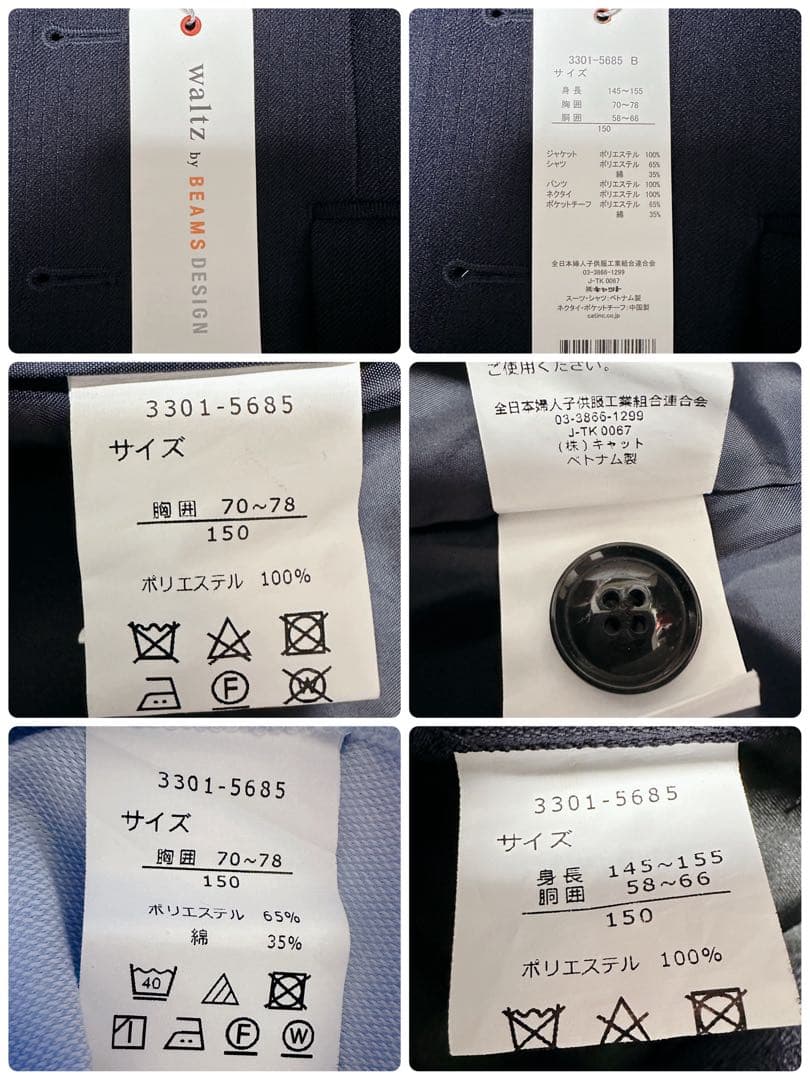 waltz by BEAMS DESIGN
3301-5685 B
サイズ
身長 145～155
胸囲 70～78
胴囲 58～66
150
ジャケット ポリエステル 100%
シャツ ポリエステル 65%
綿 35%
パンツ ポリエステル 100%
ネクタイ ポリエステル 100%
ポケットチーフ ポリエステル 65%
綿 35%
全日本婦人子供服工業組合連合会
03-3866-1299
J-TK 0067
㈱キャット
スーツ・シャツ:ベトナム製
ネクタイ・ポケットチーフ:中国製
catinc.co.jp
3301-5685
サイズ
胸囲 70~78
150
ポリエステル 100%
F
W
ご使用ください。
全日本婦人子供服工業組合連合会
03-3866-1299
J-TK0067
(株)キャット
ベトナム製
3301-5685
サイズ
胸囲 70~78
150
ポリエステル 65%
綿 35%
40
F
W
3301-5685
サイズ
身長 145~155
胴囲 58~66
150
ポリエステル 100%